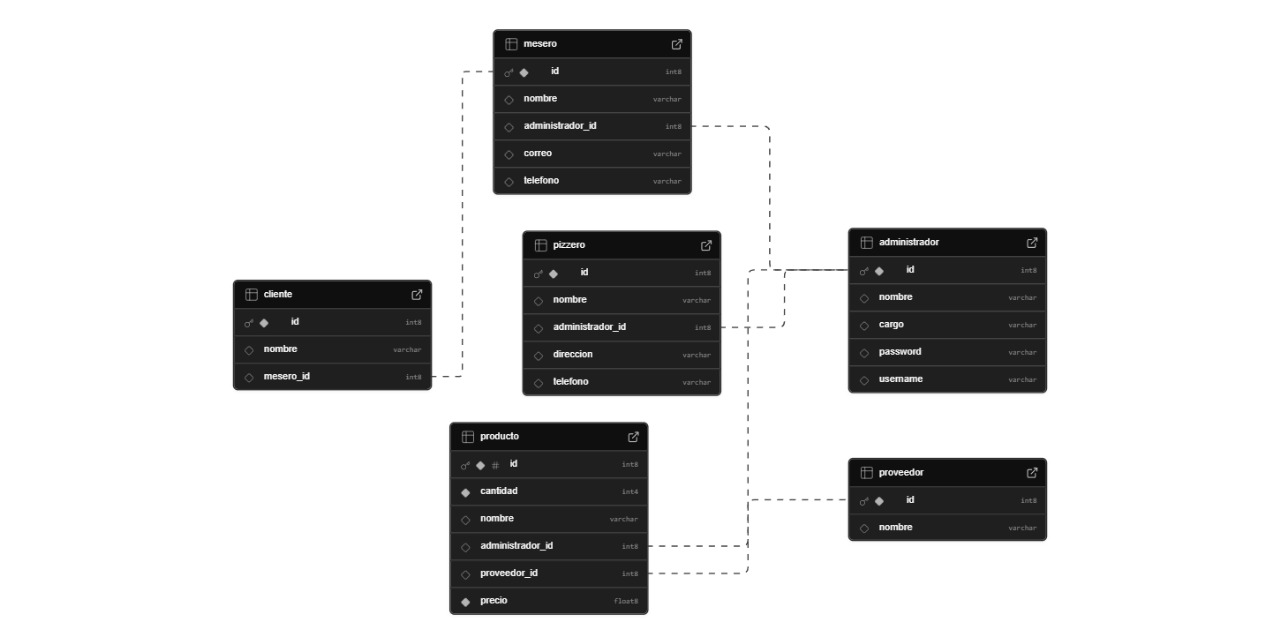 mesero
id int8
nombre varchar
administrador_id int8
correo varchar
telefono varchar
pizzero
id int8
nombre varchar
administrador_id int8
direccion varchar
telefono varchar
administrador
id int8
nombre varchar
cargo varchar
password varchar
username varchar
cliente
id int8
nombre varchar
mesero_id int8
producto
# id int8
cantidad int4
nombre varchar
administrador_id int8
proveedor_id int8
precio float8
proveedor
id int8
nombre varchar